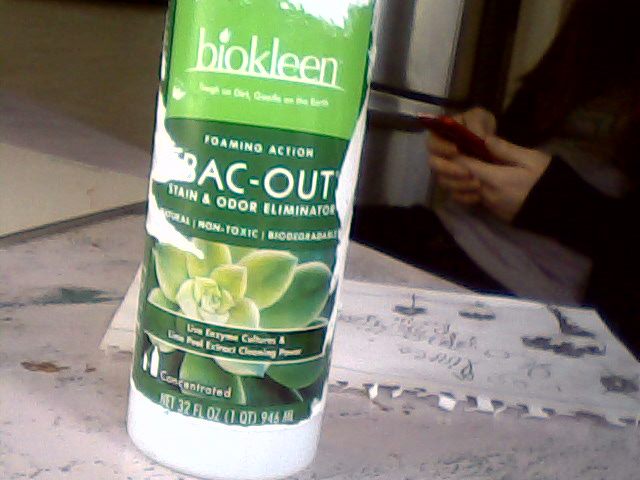 biokleen
Tough on Dirt, Gentle on the Earth
FOAMING ACTION
BAC-OUT
STAIN & ODOR ELIMINATOR
NATURAL | NON-TOXIC | BIODEGRADABLE
Live Enzyme Cultures &
Lime Peel Extract Cleaning Power
Concentrated
NET 32 FL OZ (1 QT) 946 ML